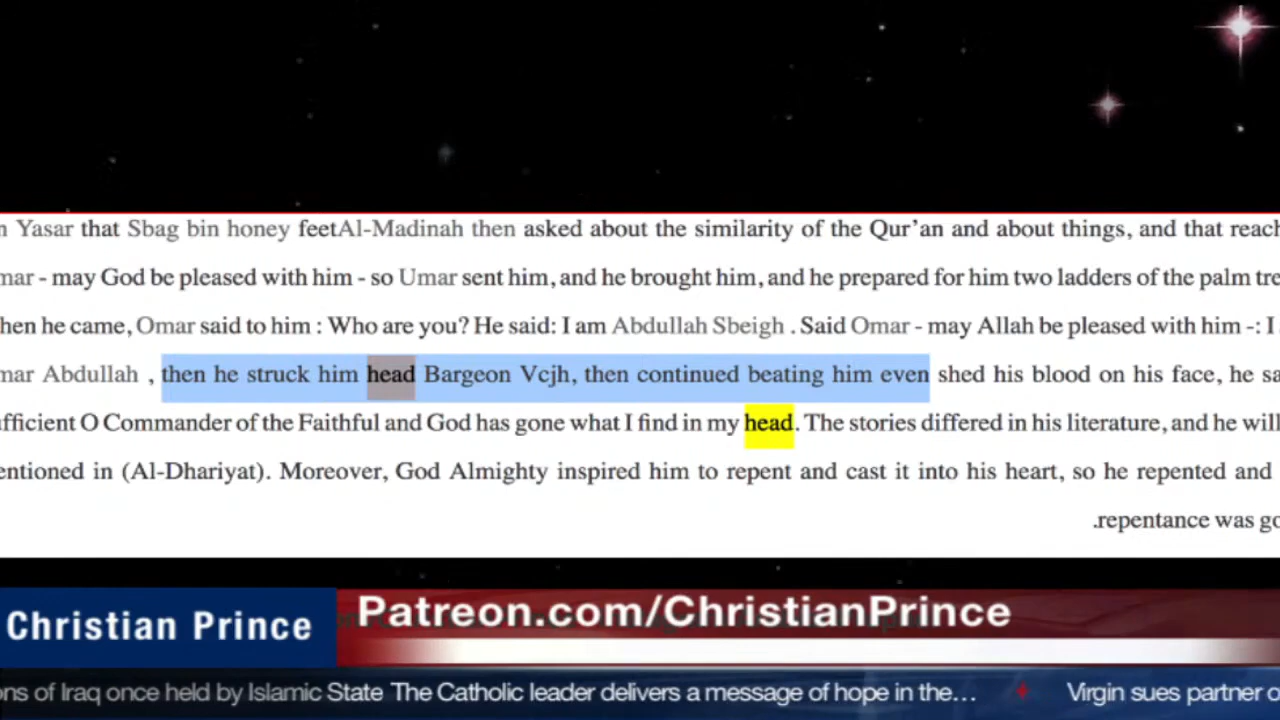 Yasar that Sbag bin honey feetAl-Madinah then asked about the similarity of the Qur'an and about things, and that reach
mar - may God be pleased with him - so Umar sent him, and he brought him, and he prepared for him two ladders of the palm tre
hen he came, Omar said to him : Who are you? He said: I am Abdullah Sbeigh . Said Omar - may Allah be pleased with him -: I
mar Abdullah , then he struck him head Bargeon Vcjh, then continued beating him even shed his blood on his face, he sa
fficient O Commander of the Faithful and God has gone what I find in my head. The stories differed in his literature, and he will
entioned in (Al-Dhariyat). Moreover, God Almighty inspired him to repent and cast it into his heart, so he repented and
.repentance was go
Christian Prince
Patreon.com/ChristianPrince
ons of Iraq once held by Islamic State The Catholic leader delivers a message of hope in the... Virgin sues partner o